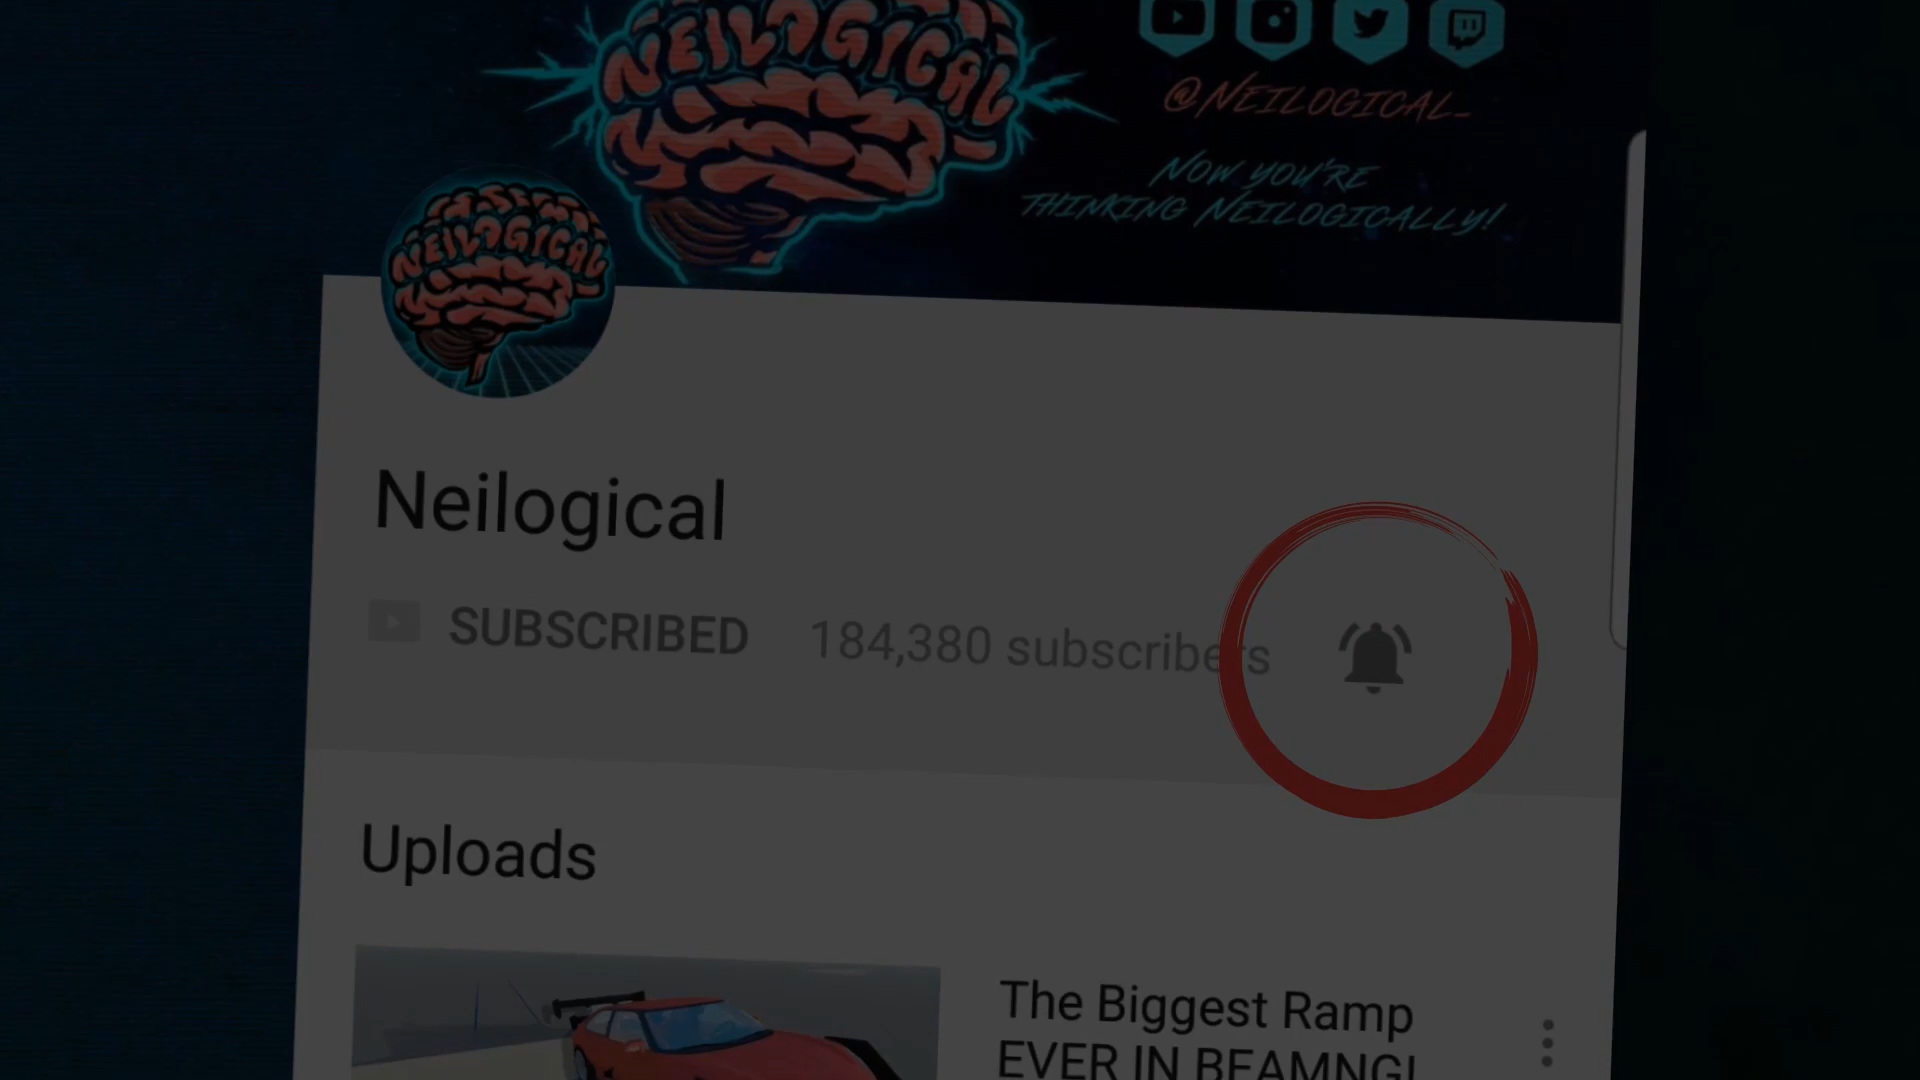 NEILOGICAL
@NEILOGICAL_
NOW YOU'RE
THINKING NEILOGICALLY!
NEILOGICAL
Neilogical
SUBSCRIBED 184,380 subscribers
Uploads
The Biggest Ramp
EVER IN BEAMNG!